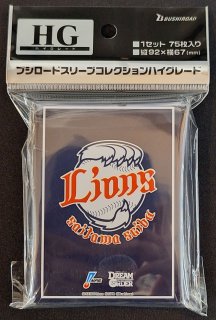 HG
ハイグレード
BUSHIROAD
■1セット 75枚入り
■縦92×横67(mm)
ブシロードスリーブコレクションハイグレード
Lions
saitama seibu
DREAM ORDER